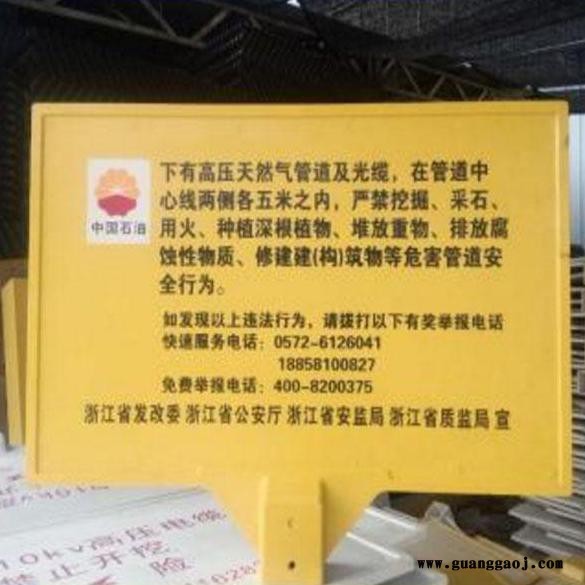 下有高压天然气管道及光缆，在管道中
心线两侧各五米之内，严禁挖掘、采石、
用火、种植深根植物、堆放重物、排放腐
蚀性物质、修建建(构)筑物等危害管道安
全行为。
中国石油
如发现以上违法行为，请拨打以下有奖举报电话
快速服务电话：0572-6126041
18858100827
免费举报电话：400-8200375
浙江省发改委 浙江省公安厅 浙江省安监局 浙江省质监局 宣
10kv高压电缆
禁止开挖
险
www.guanggaoj.com